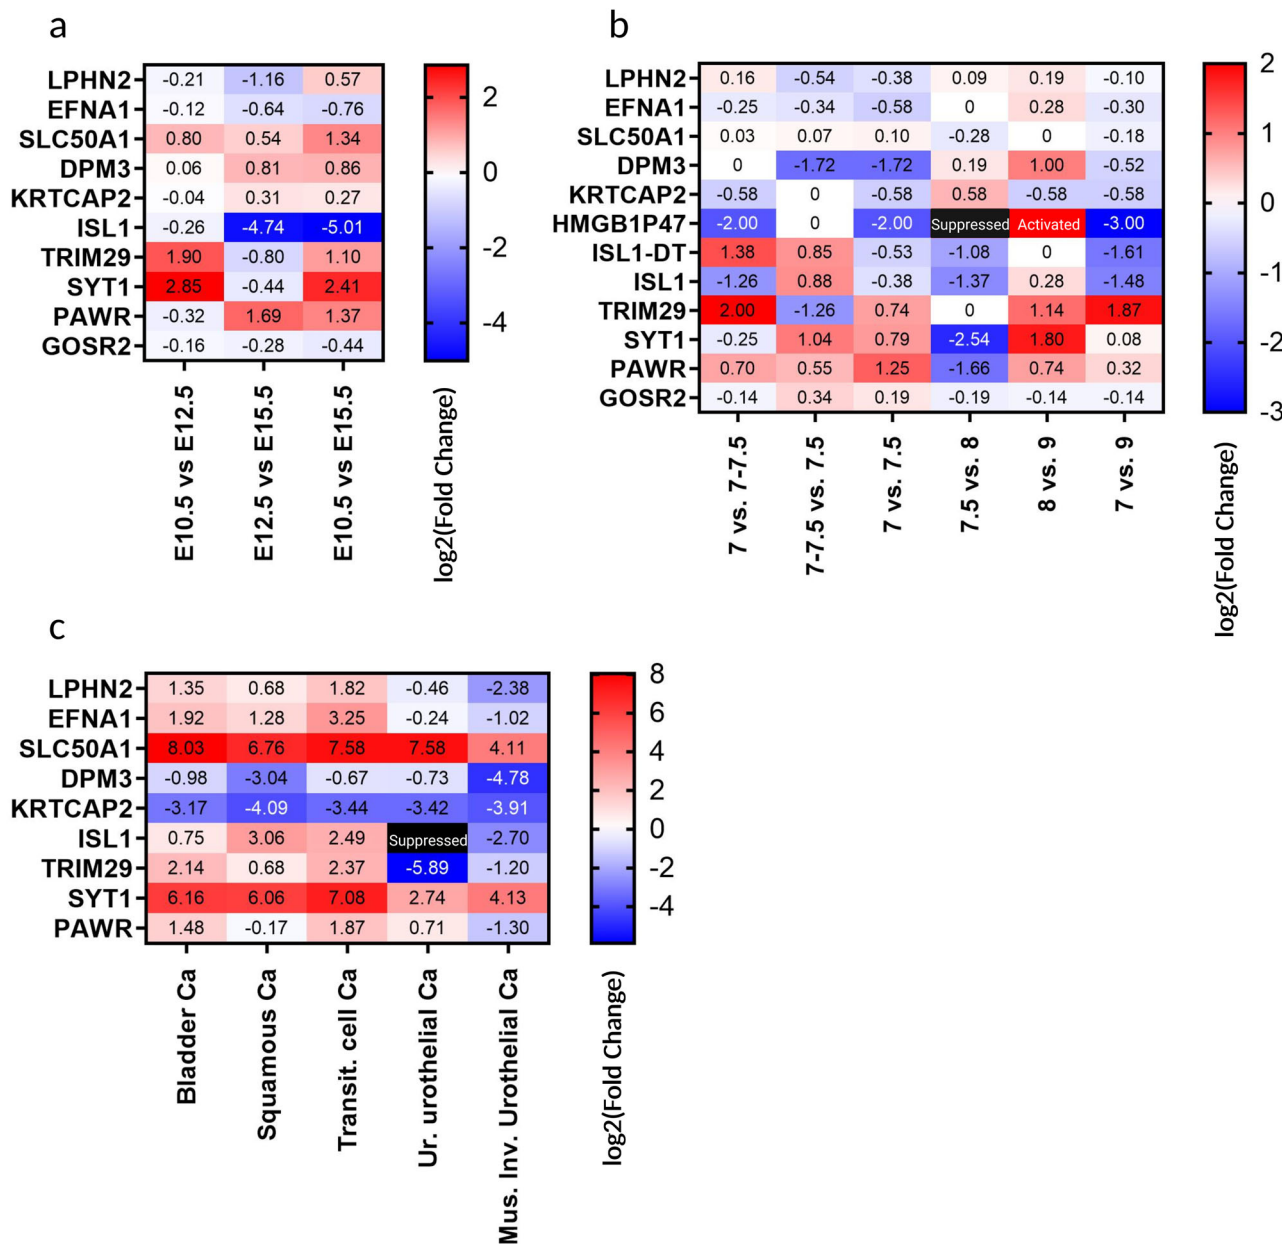 a
LPHN2 -0.21 -1.16 0.57
EFNA1 -0.12 -0.64 -0.76
SLC50A1 0.80 0.54 1.34
DPM3 0.06 0.81 0.86
KRTCAP2 -0.04 0.31 0.27
ISL1 -0.26 -4.74 -5.01
TRIM29 1.90 -0.80 1.10
SYT1 2.85 -0.44 2.41
PAWR -0.32 1.69 1.37
GOSR2 -0.16 -0.28 -0.44
E10.5 vs E12.5
E12.5 vs E15.5
E10.5 vs E15.5
2
0
-2
-4
log2(Fold Change)
b
LPHN2 0.16 -0.54 -0.38 0.09 0.19 -0.10
EFNA1 -0.25 -0.34 -0.58 0 0.28 -0.30
SLC50A1 0.03 0.07 0.10 -0.28 0 -0.18
DPM3 0 -1.72 -1.72 0.19 1.00 -0.52
KRTCAP2 -0.58 0 -0.58 0.58 -0.58 -0.58
HMGB1P47 -2.00 0 -2.00 Suppressed Activated -3.00
ISL1-DT 1.38 0.85 -0.53 -1.08 0 -1.61
ISL1 -1.26 0.88 -0.38 -1.37 0.28 -1.48
TRIM29 2.00 -1.26 0.74 0 1.14 1.87
SYT1 -0.25 1.04 0.79 -2.54 1.80 0.08
PAWR 0.70 0.55 1.25 -1.66 0.74 0.32
GOSR2 -0.14 0.34 0.19 -0.19 -0.14 -0.14
7 vs. 7-7.5
7-7.5 vs. 7.5
7 vs. 7.5
7.5 vs. 8
8 vs. 9
7 vs. 9
2
1
0
-1
-2
-3
log2(Fold Change)
c
LPHN2 1.35 0.68 1.82 -0.46 -2.38
EFNA1 1.92 1.28 3.25 -0.24 -1.02
SLC50A1 8.03 6.76 7.58 7.58 4.11
DPM3 -0.98 -3.04 -0.67 -0.73 -4.78
KRTCAP2 -3.17 -4.09 -3.44 -3.42 -3.91
ISL1 0.75 3.06 2.49 Suppressed -2.70
TRIM29 2.14 0.68 2.37 -5.89 -1.20
SYT1 6.16 6.06 7.08 2.74 4.13
PAWR 1.48 -0.17 1.87 0.71 -1.30
Bladder Ca
Squamous Ca
Transit. cell Ca
Ur. urothelial Ca
Mus. Inv. Urothelial Ca
8
6
4
2
0
-2
-4
log2(Fold Change)